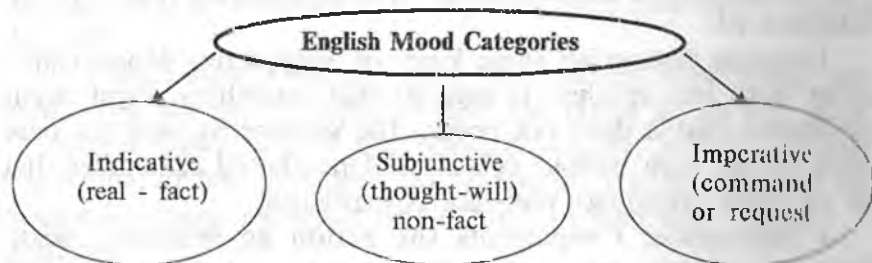 English Mood Categories
Indicative
(real - fact)
Subjunctive
(thought-will)
non-fact
Imperative
(command
or request